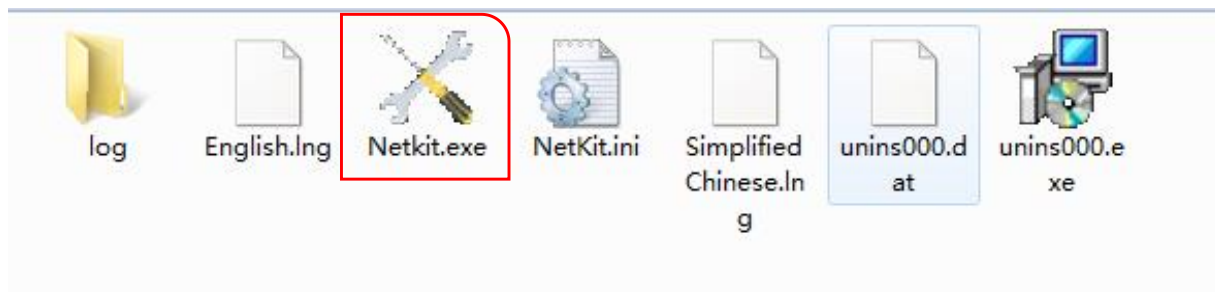 log
English.lng
Netkit.exe
NetKit.ini
Simplified
Chinese.ln
g
unins000.d
at
unins000.e
xe